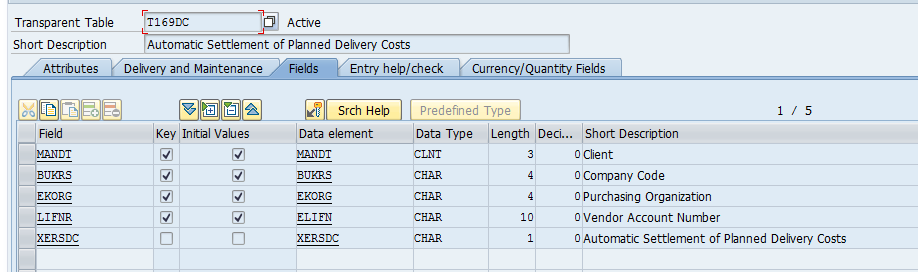 Transparent Table T169DC Active
Short Description Automatic Settlement of Planned Delivery Costs
Attributes Delivery and Maintenance Fields Entry help/check Currency/Quantity Fields
Srch Help Predefined Type 1 / 5
Field Key Initial Values Data element Data Type Length Deci... Short Description
MANDT MANDT CLNT 3 0 Client
BUKRS BUKRS CHAR 4 0 Company Code
EKORG EKORG CHAR 4 0 Purchasing Organization
LIFNR ELIFN CHAR 10 0 Vendor Account Number
XERSDC XERSDC CHAR 1 0 Automatic Settlement of Planned Delivery Costs